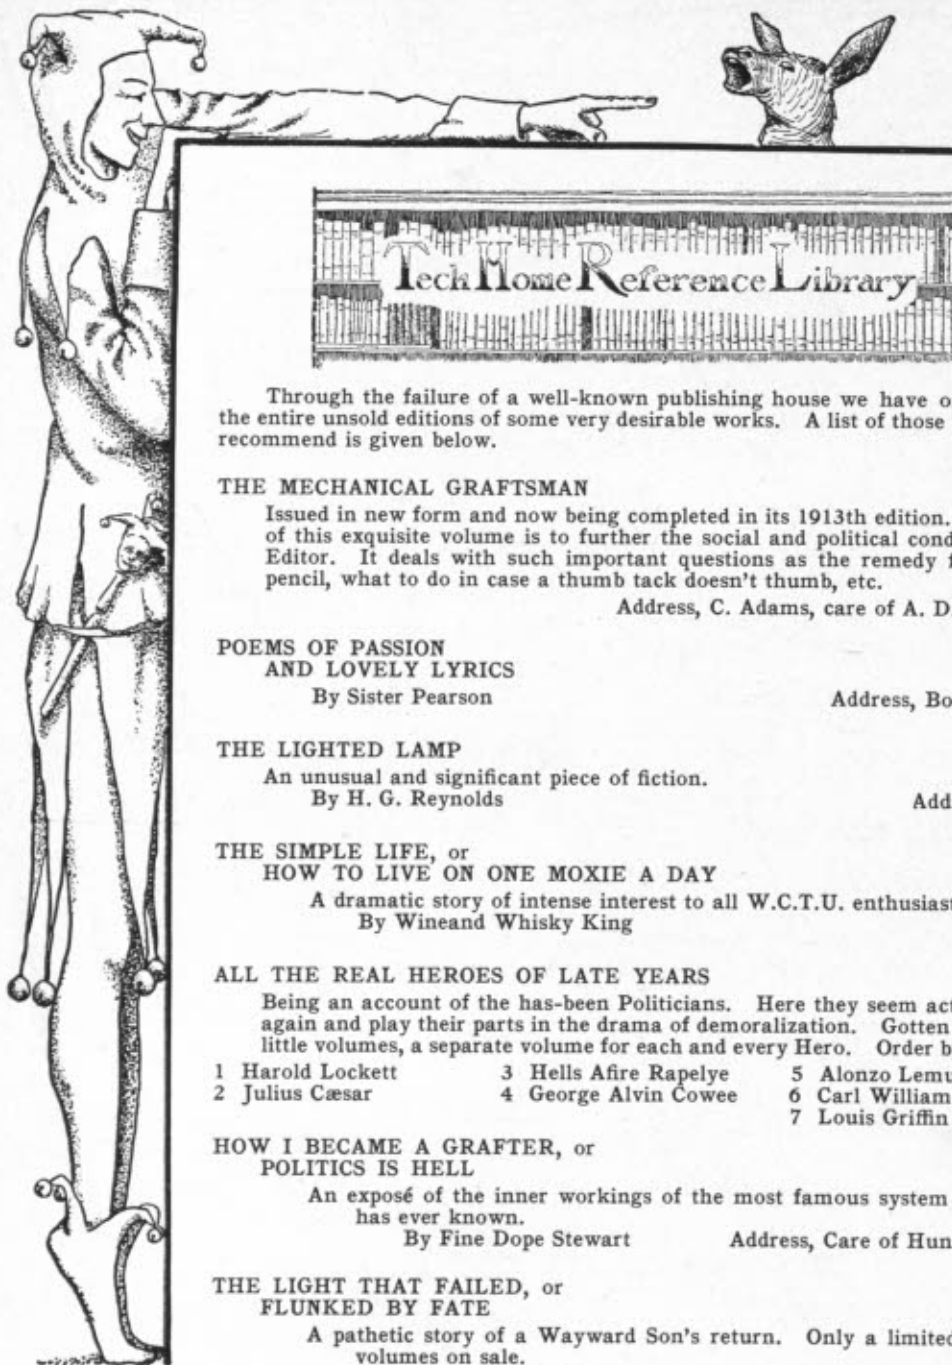 Tech Home Reference Library
Through the failure of a well-known publishing house we have o
the entire unsold editions of some very desirable works. A list of those
recommend is given below.
THE MECHANICAL GRAFTSMAN
Issued in new form and now being completed in its 1913th edition.
of this exquisite volume is to further the social and political cond
Editor. It deals with such important questions as the remedy f
pencil, what to do in case a thumb tack doesn't thumb, etc.
Address, C. Adams, care of A. D
POEMS OF PASSION
AND LOVELY LYRICS
By Sister Pearson Address, Bo
THE LIGHTED LAMP
An unusual and significant piece of fiction.
By H. G. Reynolds Add
THE SIMPLE LIFE, or
HOW TO LIVE ON ONE MOXIE A DAY
A dramatic story of intense interest to all W.C.T.U. enthusiast
By Wineand Whisky King
ALL THE REAL HEROES OF LATE YEARS
Being an account of the has-been Politicians. Here they seem act
again and play their parts in the drama of demoralization. Gotten
little volumes, a separate volume for each and every Hero. Order b
1 Harold Lockett 3 Hells Afire Rapelye 5 Alonzo Lemu
2 Julius Cæsar 4 George Alvin Cowee 6 Carl William
7 Louis Griffin
HOW I BECAME A GRAFTER, or
POLITICS IS HELL
An exposé of the inner workings of the most famous system
has ever known.
By Fine Dope Stewart Address, Care of Hun
THE LIGHT THAT FAILED, or
FLUNKED BY FATE
A pathetic story of a Wayward Son's return. Only a limited
volumes on sale.